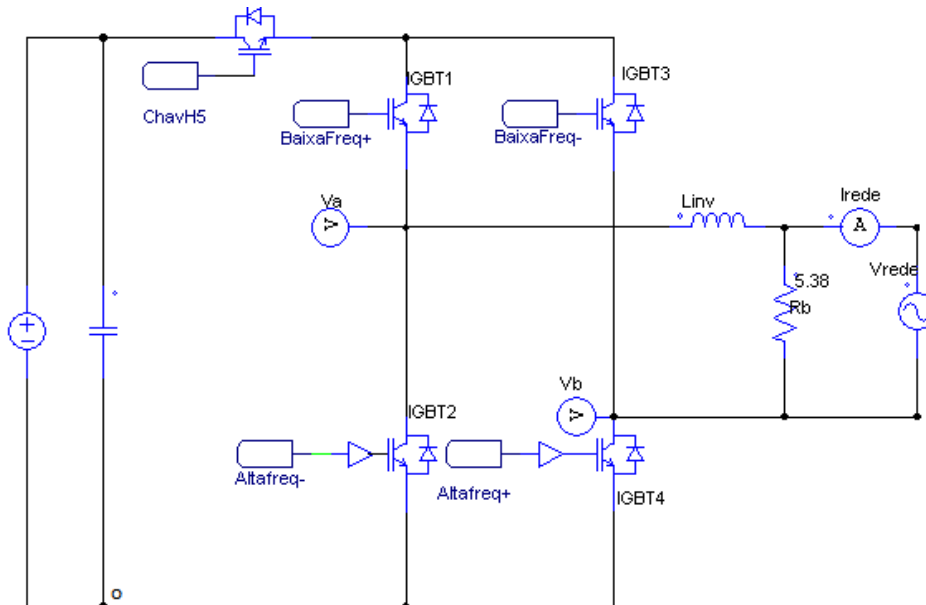 ChavH5
IGBT1
BaixaFreq+
IGBT3
BaixaFreq-
Va
Linv
Irede
A
V
Vrede
5.38
Rb
Vb
V
IGBT2
Altafreq-
Altafreq+
IGBT4
o